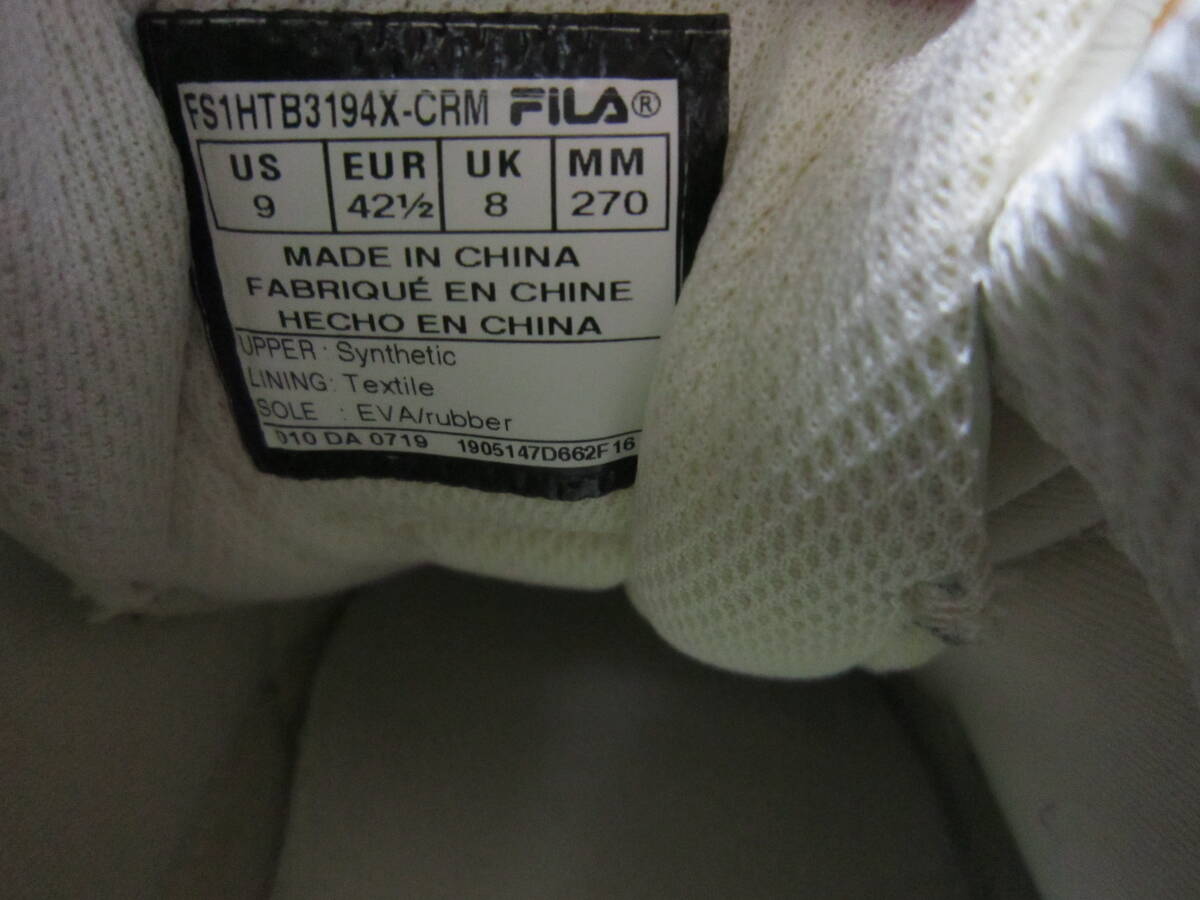 FS1HTB3194X-CRM FILA®
US EUR UK MM
9 42½ 8 270
MADE IN CHINA
FABRIQUÉ EN CHINE
HECHO EN CHINA
UPPER : Synthetic
LINING: Textile
SOLE : EVA/rubber
010 DA 0719 1905147D662F16